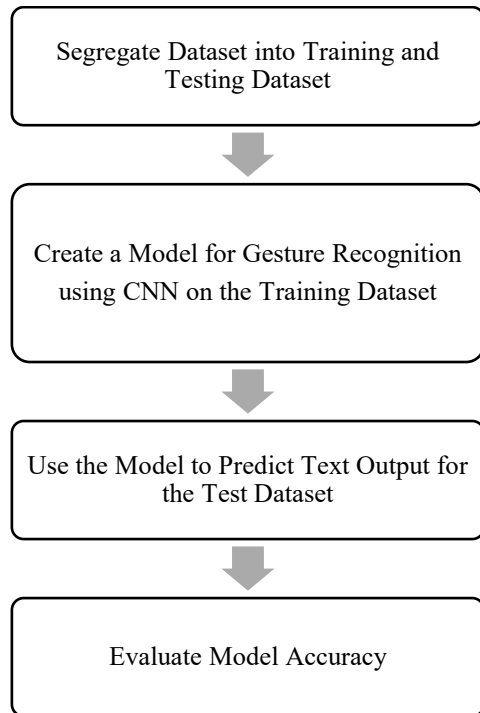 Segregate Dataset into Training and
Testing Dataset
Create a Model for Gesture Recognition
using CNN on the Training Dataset
Use the Model to Predict Text Output for
the Test Dataset
Evaluate Model Accuracy